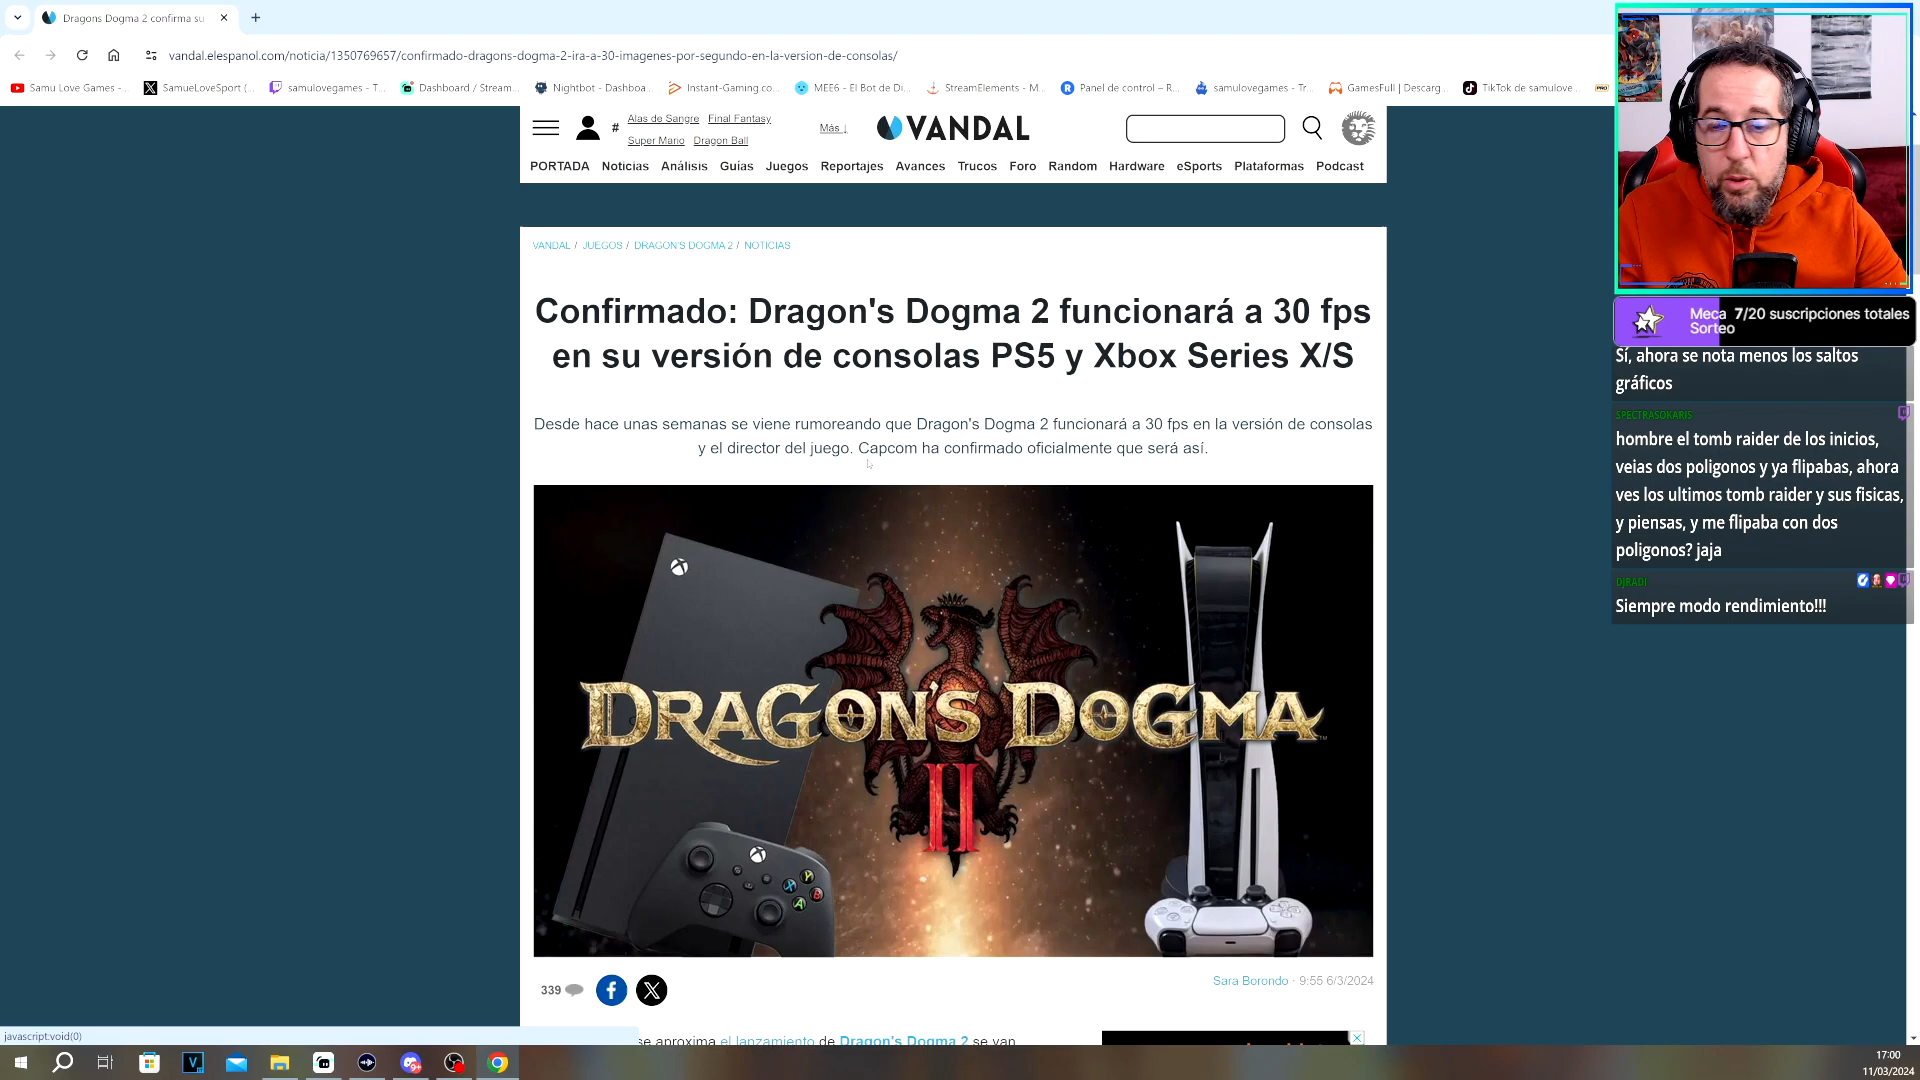 Dragons Dogma 2 confirma su
vandal.elespanol.com/noticia/1350769657/confirmado-dragons-dogma-2-ira-a-30-imagenes-por-segundo-en-la-version-de-consolas/
Samu Love Games -...
SamueLoveSport (...
samulovegames - T...
Dashboard / Stream...
Nightbot - Dashboa...
Instant-Gaming.co...
MEE6 - El Bot de Di...
StreamElements - M...
Panel de control – R...
samulovegames - Tr...
GamesFull | Descarg...
TikTok de samulove...
PRO
# Alas de Sangre Final Fantasy
Super Mario Dragon Ball
Más ↓
VANDAL
PORTADA Noticias Análisis Guías Juegos Reportajes Avances Trucos Foro Random Hardware eSports Plataformas Podcast
VANDAL / JUEGOS / DRAGON'S DOGMA 2 / NOTICIAS
Confirmado: Dragon's Dogma 2 funcionará a 30 fps
en su versión de consolas PS5 y Xbox Series X/S
Desde hace unas semanas se viene rumoreando que Dragon's Dogma 2 funcionará a 30 fps en la versión de consolas
y el director del juego. Capcom ha confirmado oficialmente que será así.
DRAGON'S DOGMA
II
Y
X
B
A
339
Sara Borondo · 9:55 6/3/2024
se aproxima el lanzamiento de Dragon's Dogma 2 se van
javascript:void(0)
Meca 7/20 suscripciones totales
Sorteo
Sí, ahora se nota menos los saltos
gráficos
SPECTRASOKARIS
hombre el tomb raider de los inicios,
veias dos poligonos y ya flipabas, ahora
ves los ultimos tomb raider y sus fisicas,
y piensas, y me flipaba con dos
poligonos? jaja
DJRADI
Siempre modo rendimiento!!!
9+
17:00
11/03/2024